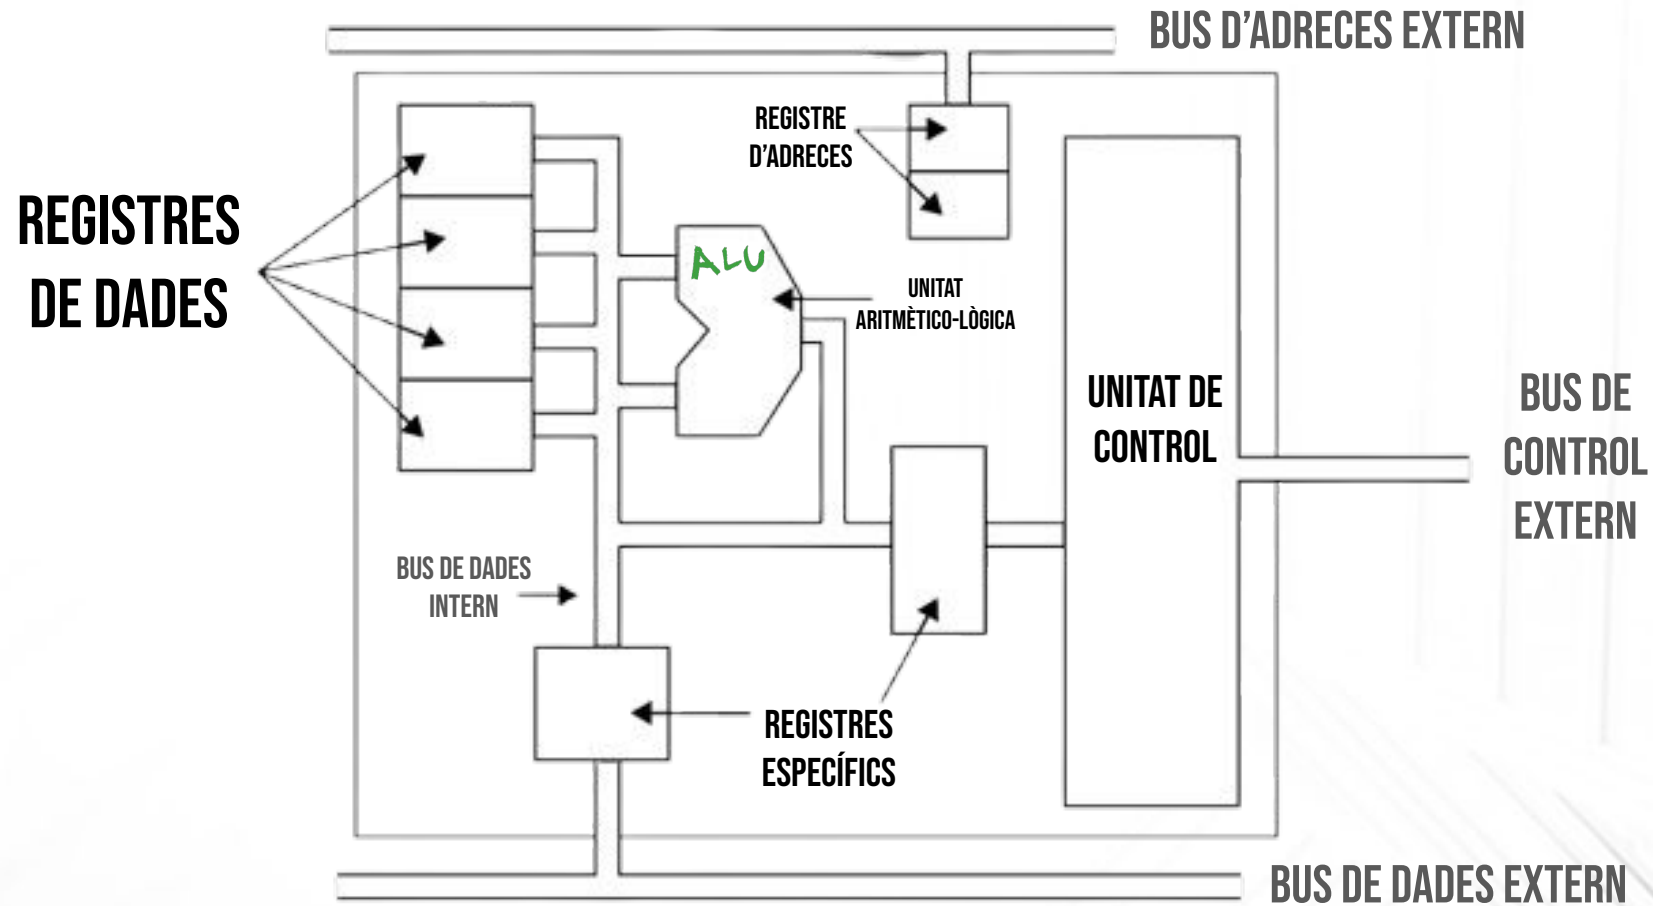 BUS D'ADRECES EXTERN
REGISTRE
D'ADRECES
REGISTRES
DE DADES
ALU
UNITAT
ARITMÈTICO-LÒGICA
UNITAT DE
CONTROL
BUS DE
CONTROL
EXTERN
BUS DE DADES
INTERN
REGISTRES
ESPECÍFICS
BUS DE DADES EXTERN